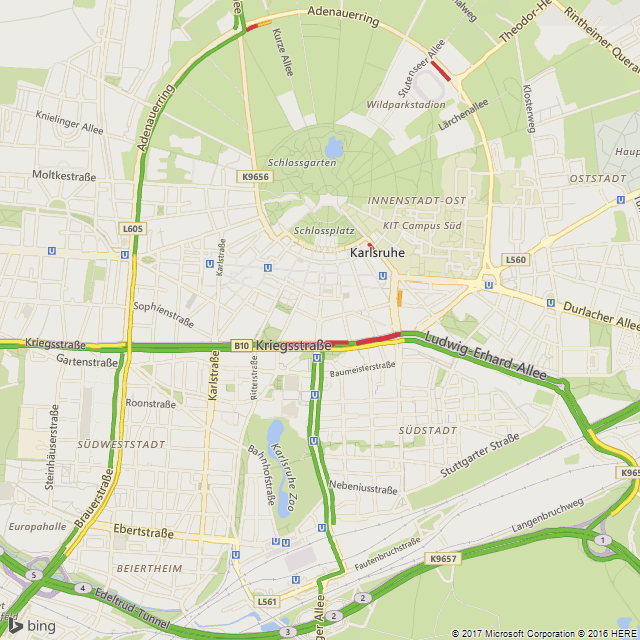 Adenauerring
Kurze Allee
Stutenseer Allee
Theodor-He
Rintheimer Quera
Knielinger Allee
Adenauerring
Wildparkstadion
Lärchenallee
Klosterweg
Schlossgarten
Haup
Moltkestraße
K9656
OSTSTADT
INNENSTADT-OST
L605
Schlossplatz
KIT Campus Süd
Karlsruhe
L560
Karlstraße
Sophienstraße
Durlacher Allee
Kriegsstraße
B10
Kriegsstraße
Ludwig-Erhard-Allee
Gartenstraße
Baumeisterstraße
Karlstraße
Ritterstraße
Roonstraße
Steinhäuserstraße
SÜDWESTSTADT
SÜDSTADT
Stuttgarter Straße
Karlsruhe Zoo
Bahnhofstraße
K965
Nebeniusstraße
Brauerstraße
Langenbruchweg
Europahalle
Ebertstraße
1
Fautenbruchstraße
K9657
BEIERTHEIM
5
4
Edeltrud-Tunnel
4
L561
2
2
3
ger Allee
bing
© 2017 Microsoft Corporation © 2016 HERE